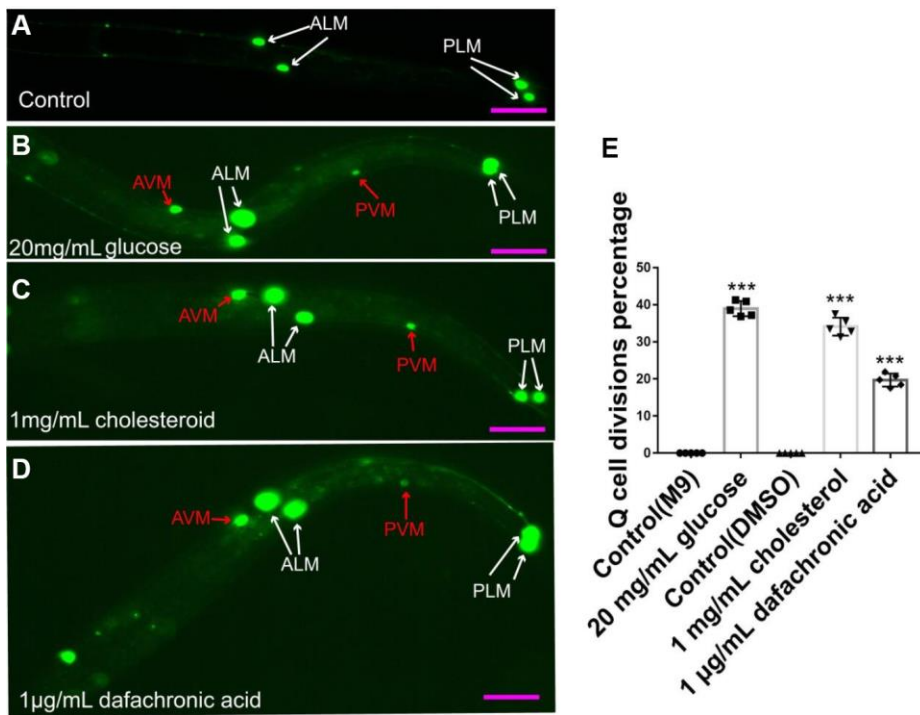 A
ALM
PLM
Control
B
AVM
ALM
PVM
PLM
20mg/mL glucose
C
AVM
ALM
PVM
PLM
1mg/mL cholesteroid
D
AVM
ALM
PVM
PLM
1µg/mL dafachronic acid
E
Q cell divisions percentage
50
40
30
20
10
0
***
***
***
Control(M9)
20 mg/mL glucose
Control(DMSO)
1 mg/mL cholesterol
1 µg/mL dafachronic acid